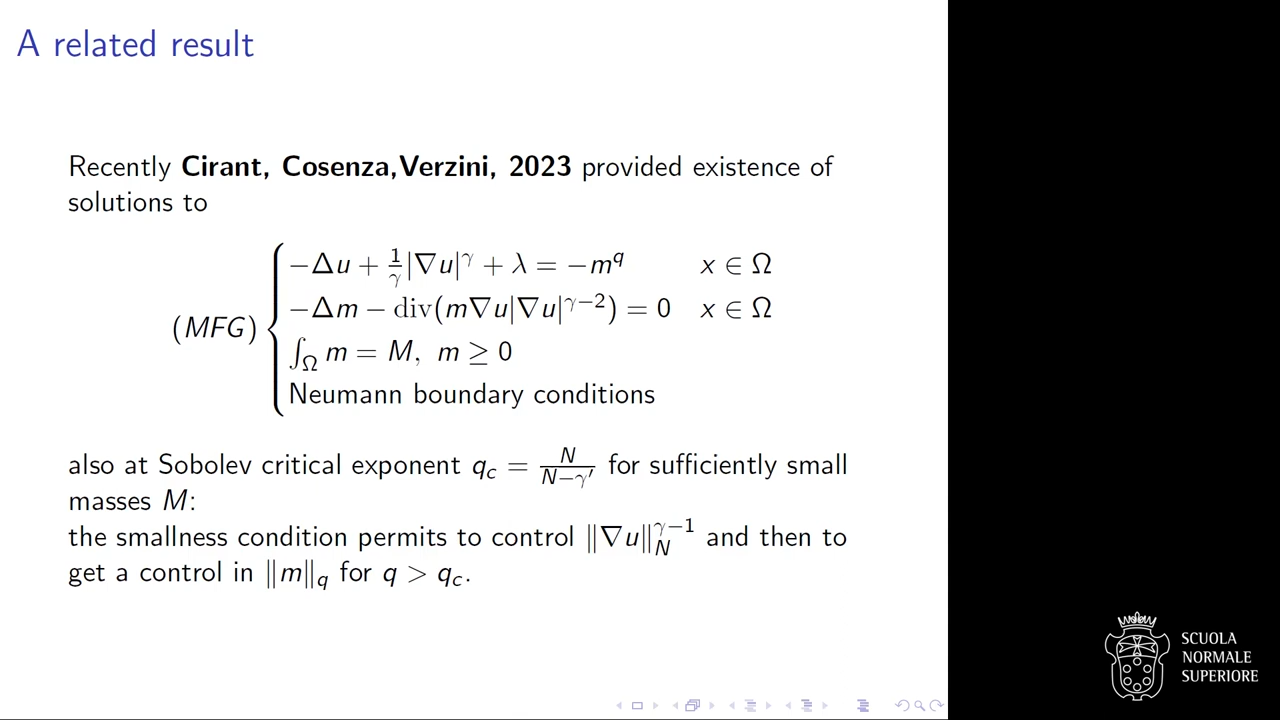 A related result
Recently Cirant, Cosenza,Verzini, 2023 provided existence of
solutions to
(MFG)
−Δu + 1/γ |∇u|^γ + λ = −m^q x ∈ Ω
−Δm − div(m∇u|∇u|^{γ−2}) = 0 x ∈ Ω
∫_Ω m = M, m ≥ 0
Neumann boundary conditions
also at Sobolev critical exponent q_c = N/(N−γ′) for sufficiently small
masses M:
the smallness condition permits to control ‖∇u‖_N^{γ−1} and then to
get a control in ‖m‖_q for q > q_c.
SCUOLA
NORMALE
SUPERIORE